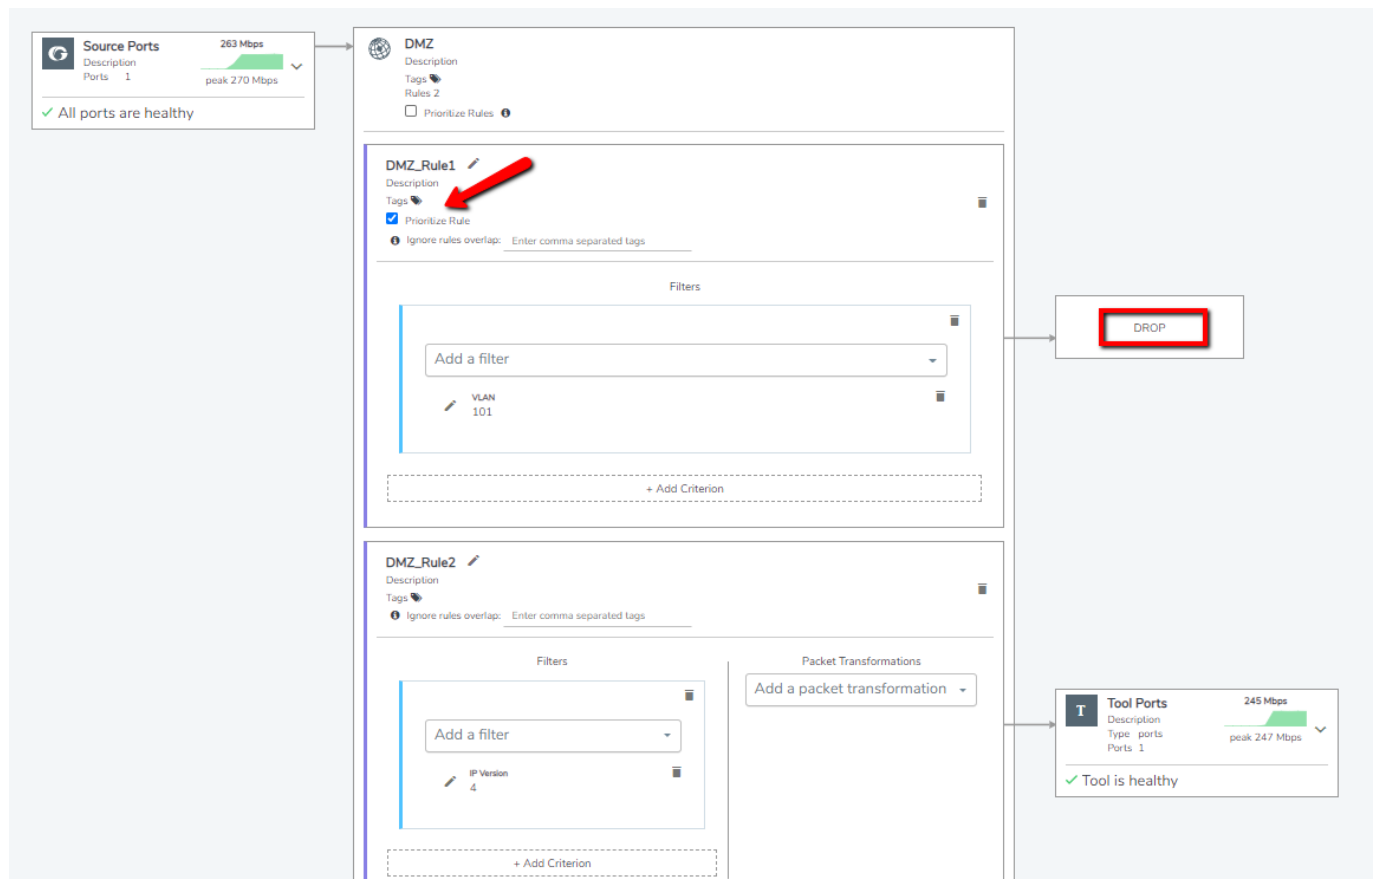 G
Source Ports
263 Mbps
Description
Ports 1
peak 270 Mbps
All ports are healthy
DMZ
Description
Tags
Rules 2
Prioritize Rules
DMZ_Rule1
Description
Tags
Prioritize Rule
Ignore rules overlap: Enter comma separated tags
Filters
Add a filter
VLAN
101
+ Add Criterion
DROP
DMZ_Rule2
Description
Tags
Ignore rules overlap: Enter comma separated tags
Filters
Packet Transformations
Add a packet transformation
Add a filter
IP Version
4
+ Add Criterion
T
Tool Ports
245 Mbps
Description
Type ports
peak 247 Mbps
Ports 1
Tool is healthy